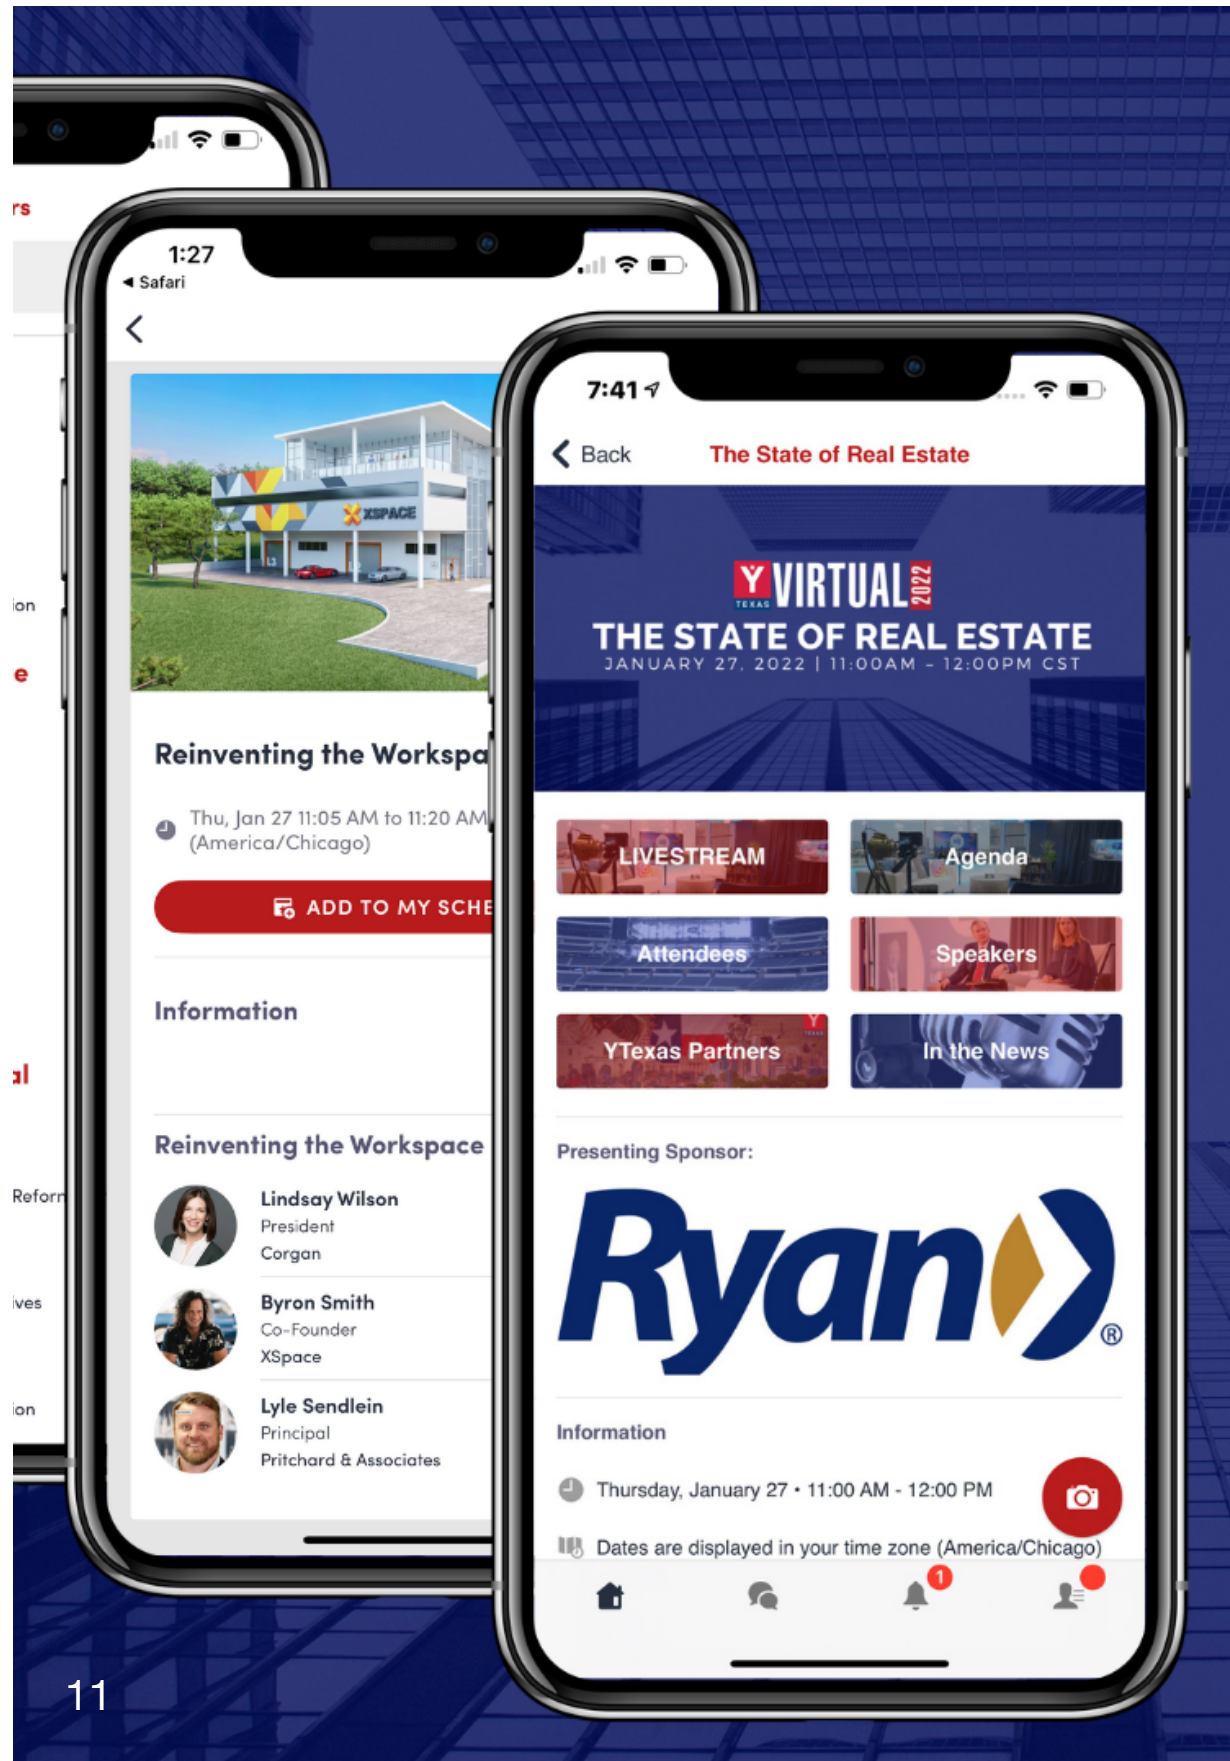 rs
ion
e
al
Reforn
ives
ion
1:27
Safari
XSPACE
L3
Reinventing the Workspa
Thu, Jan 27 11:05 AM to 11:20 AM
(America/Chicago)
ADD TO MY SCHE
Information
Reinventing the Workspace
Lindsay Wilson
President
Corgan
Byron Smith
Co-Founder
XSpace
Lyle Sendlein
Principal
Pritchard & Associates
7:41
Back
The State of Real Estate
Y TEXAS VIRTUAL 2022
THE STATE OF REAL ESTATE
JANUARY 27, 2022 | 11:00AM – 12:00PM CST
LIVESTREAM
Agenda
Attendees
Speakers
YTexas Partners
In the News
Presenting Sponsor:
Ryan®
Information
Thursday, January 27 • 11:00 AM - 12:00 PM
Dates are displayed in your time zone (America/Chicago)
1
11